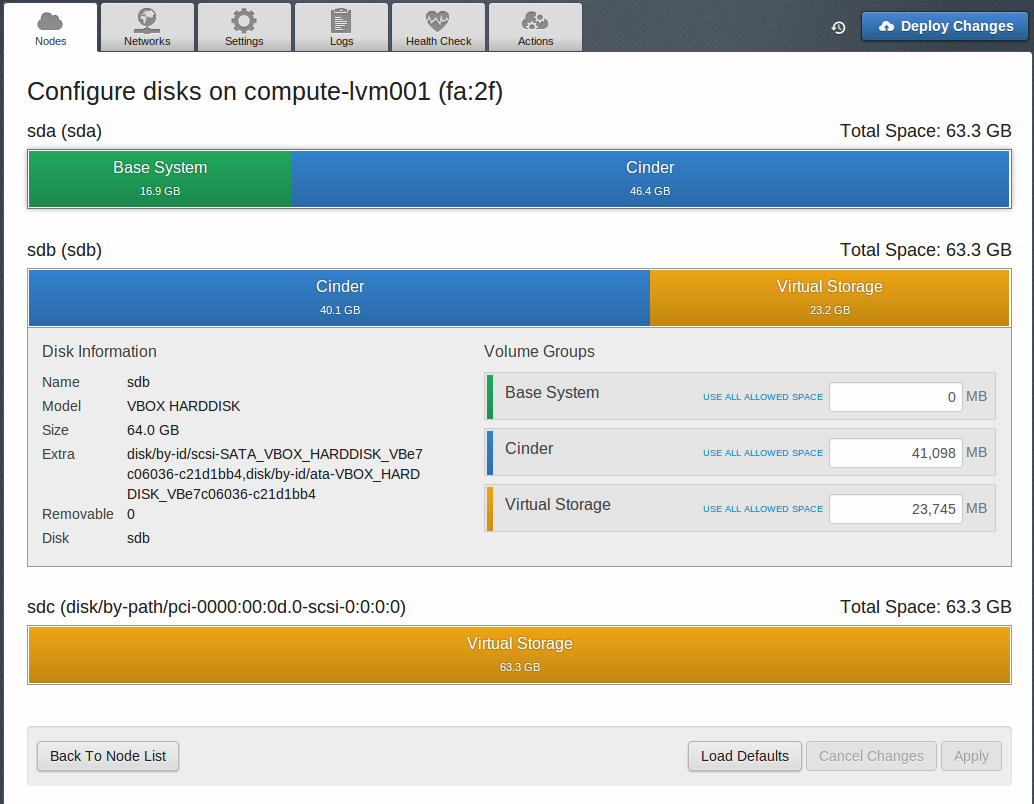 Nodes
Networks
Settings
Logs
Health Check
Actions
Deploy Changes
Configure disks on compute-lvm001 (fa:2f)
sda (sda)
Total Space: 63.3 GB
Base System
16.9 GB
Cinder
46.4 GB
sdb (sdb)
Total Space: 63.3 GB
Cinder
40.1 GB
Virtual Storage
23.2 GB
Disk Information
Name sdb
Model VBOX HARDDISK
Size 64.0 GB
Extra disk/by-id/scsi-SATA_VBOX_HARDDISK_VBe7
c06036-c21d1bb4,disk/by-id/ata-VBOX_HARD
DISK_VBe7c06036-c21d1bb4
Removable 0
Disk sdb
Volume Groups
Base System USE ALL ALLOWED SPACE 0 MB
Cinder USE ALL ALLOWED SPACE 41,098 MB
Virtual Storage USE ALL ALLOWED SPACE 23,745 MB
sdc (disk/by-path/pci-0000:00:0d.0-scsi-0:0:0:0)
Total Space: 63.3 GB
Virtual Storage
63.3 GB
Back To Node List
Load Defaults
Cancel Changes
Apply